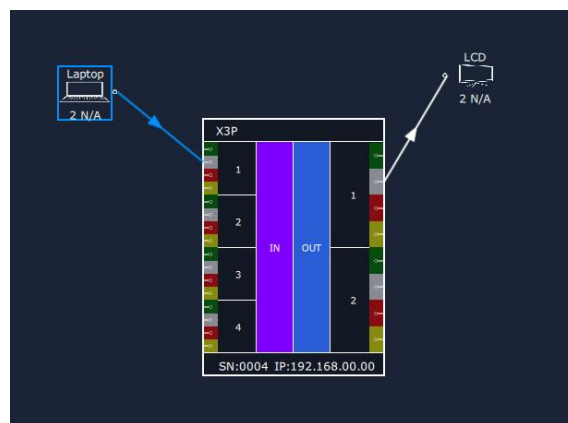 Laptop
2 N/A
LCD
2 N/A
X3P
1
2
3
4
IN
OUT
1
2
SN:0004 IP:192.168.00.00